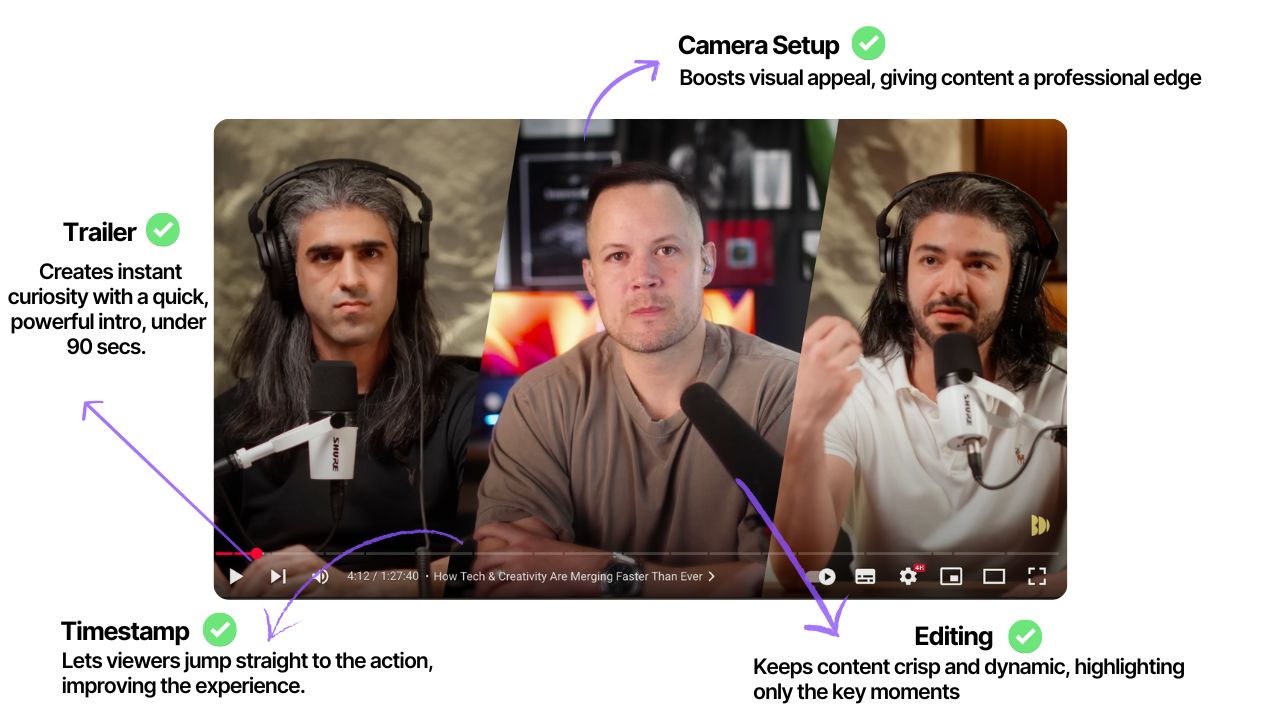 Camera Setup
Boosts visual appeal, giving content a professional edge
Trailer
Creates instant
curiosity with a quick,
powerful intro, under
90 secs.
SHURE
SHURE
4:12 / 1:27:40 · How Tech & Creativity Are Merging Faster Than Ever
4K
Timestamp
Lets viewers jump straight to the action,
improving the experience.
Editing
Keeps content crisp and dynamic, highlighting
only the key moments